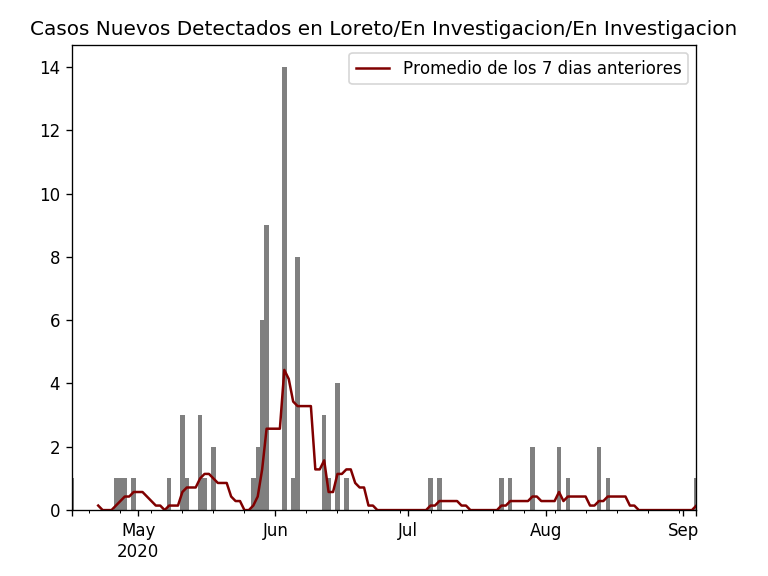 Casos Nuevos Detectados en Loreto/En Investigacion/En Investigacion
Promedio de los 7 dias anteriores
14
12
10
8
6
4
2
0
May
2020
Jun
Jul
Aug
Sep